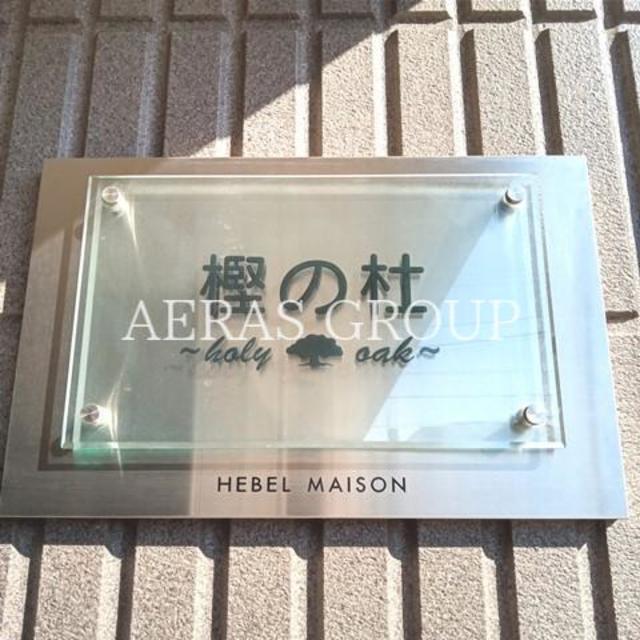 樫の杜
AERAS GROUP
~holy oak~
HEBEL MAISON